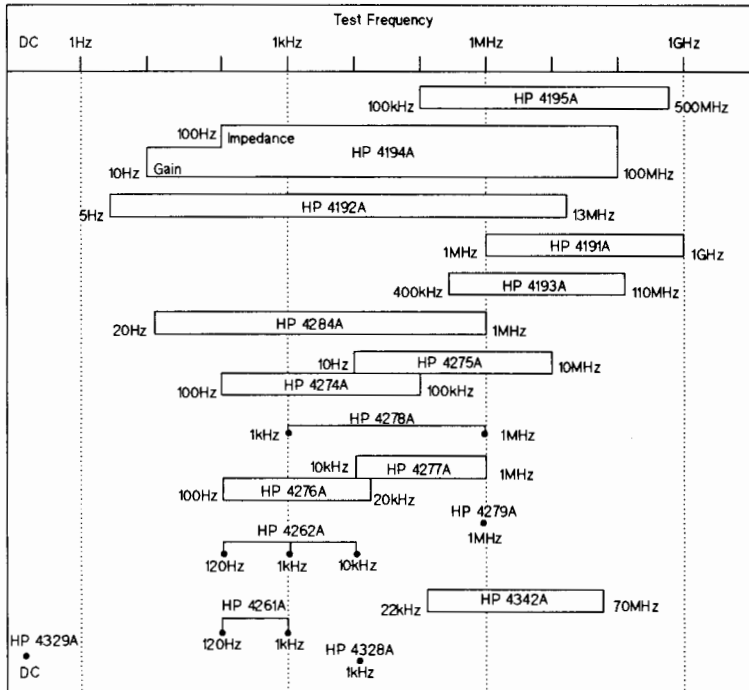 Test Frequency
DC 1Hz 1kHz 1MHz 1GHz
100kHz HP 4195A 500MHz
100Hz Impedance
HP 4194A
10Hz Gain 100MHz
5Hz HP 4192A 13MHz
1MHz HP 4191A 1GHz
400kHz HP 4193A 110MHz
20Hz HP 4284A 1MHz
10Hz HP 4275A 10MHz
100Hz HP 4274A 100kHz
HP 4278A
1kHz 1MHz
10kHz HP 4277A 1MHz
100Hz HP 4276A 20kHz
HP 4279A
1MHz
HP 4262A
120Hz 1kHz 10kHz
22kHz HP 4342A 70MHz
HP 4261A
120Hz 1kHz
HP 4329A
DC
HP 4328A
1kHz